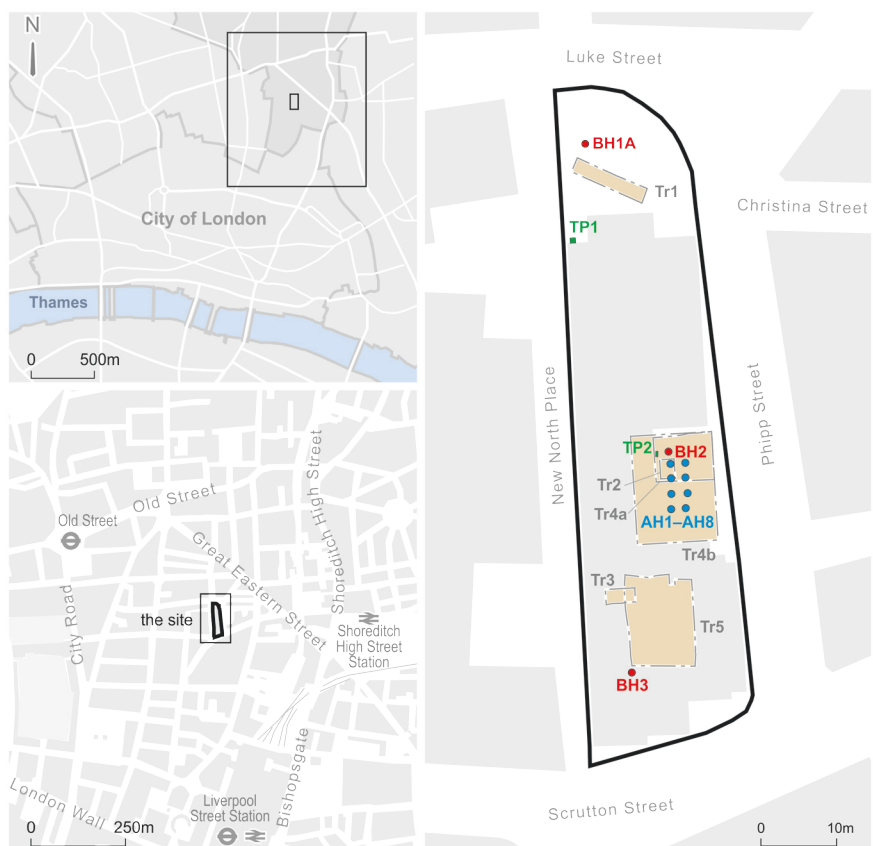 N
City of London
Thames
0 500m
Old Street
Old Street
Shoreditch High Street
Great Eastern Street
City Road
the site
Shoreditch
High Street
Station
Bishopsgate
London Wall
Liverpool
Street Station
0 250m
Luke Street
BH1A
Tr1
Christina Street
TP1
New North Place
Phipp Street
TP2
BH2
Tr2
Tr4a
AH1–AH8
Tr4b
Tr3
Tr5
BH3
Scrutton Street
0 10m